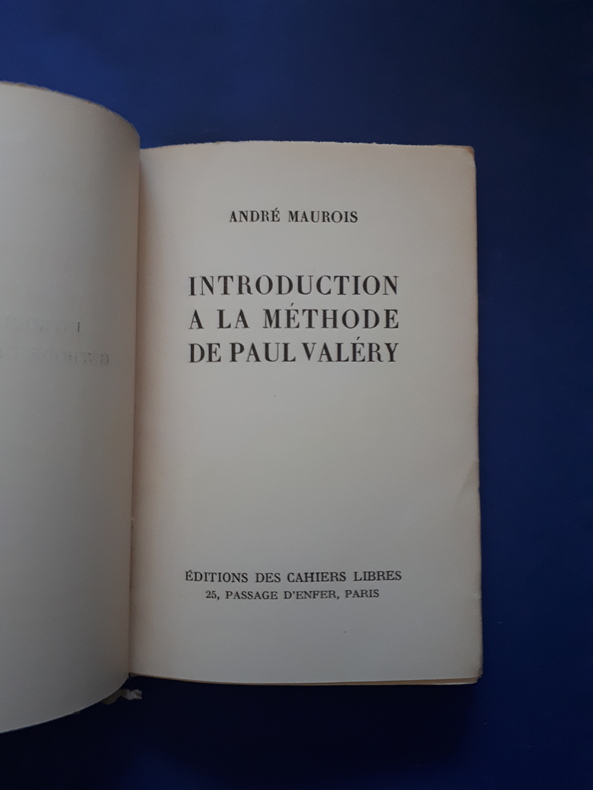 ANDRÉ MAUROIS
INTRODUCTION
A LA MÉTHODE
DE PAUL VALÉRY
ÉDITIONS DES CAHIERS LIBRES
25, PASSAGE D'ENFER, PARIS